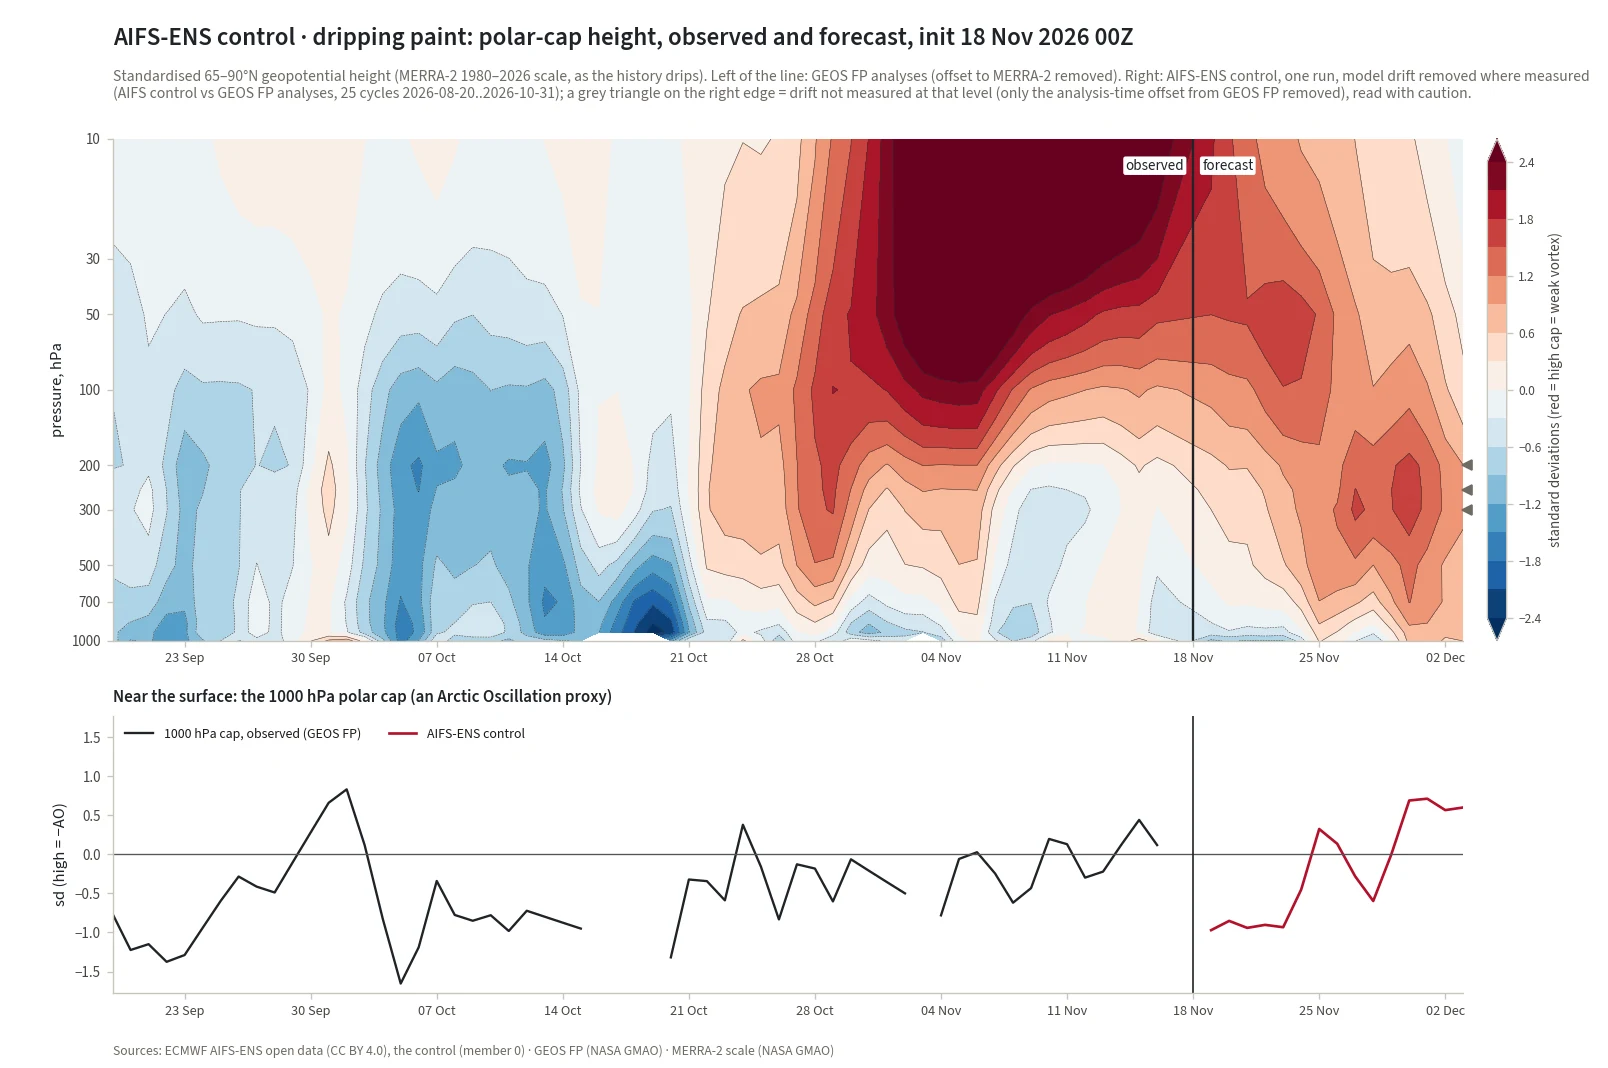 AIFS-ENS control · dripping paint: polar-cap height, observed and forecast, init 18 Nov 2026 00Z
Standardised 65–90°N geopotential height (MERRA-2 1980–2026 scale, as the history drips). Left of the line: GEOS FP analyses (offset to MERRA-2 removed). Right: AIFS-ENS control, one run, model drift removed where measured
(AIFS control vs GEOS FP analyses, 25 cycles 2026-08-20..2026-10-31); a grey triangle on the right edge = drift not measured at that level (only the analysis-time offset from GEOS FP removed), read with caution.
pressure, hPa
10
30
50
100
200
300
500
700
1000
observed
forecast
23 Sep
30 Sep
07 Oct
14 Oct
21 Oct
28 Oct
04 Nov
11 Nov
18 Nov
25 Nov
02 Dec
2.4
1.8
1.2
0.6
0.0
−0.6
−1.2
−1.8
−2.4
standard deviations (red = high cap = weak vortex)
Near the surface: the 1000 hPa polar cap (an Arctic Oscillation proxy)
1000 hPa cap, observed (GEOS FP)
AIFS-ENS control
sd (high = −AO)
1.5
1.0
0.5
0.0
−0.5
−1.0
−1.5
23 Sep
30 Sep
07 Oct
14 Oct
21 Oct
28 Oct
04 Nov
11 Nov
18 Nov
25 Nov
02 Dec
Sources: ECMWF AIFS-ENS open data (CC BY 4.0), the control (member 0) · GEOS FP (NASA GMAO) · MERRA-2 scale (NASA GMAO)